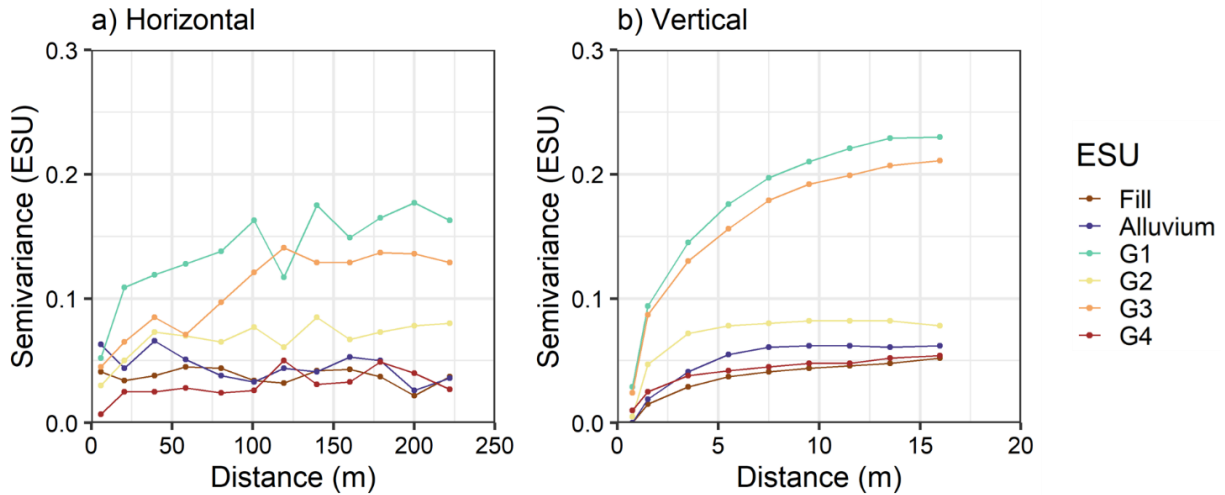 a) Horizontal
0.3
0.2
0.1
0.0
0
50
100
150
200
250
Semivariance (ESU)
Distance (m)
b) Vertical
0.3
0.2
0.1
0.0
0
5
10
15
20
Semivariance (ESU)
Distance (m)
ESU
Fill
Alluvium
G1
G2
G3
G4